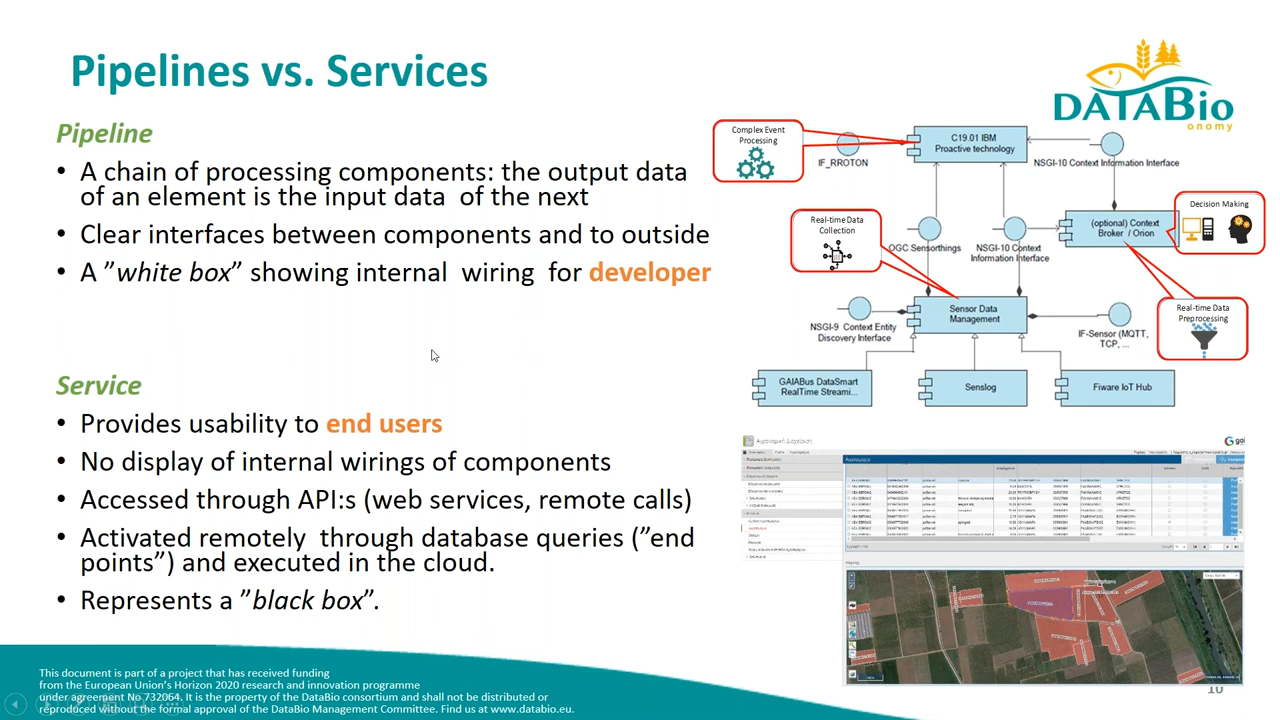 Pipelines vs. Services
Pipeline
• A chain of processing components: the output data
of an element is the input data of the next
• Clear interfaces between components and to outside
• A ”white box” showing internal wiring for developer
Service
• Provides usability to end users
• No display of internal wirings of components
• Accessed through API:s (web services, remote calls)
• Activated remotely through database queries (”end
points”) and executed in the cloud.
• Represents a ”black box”.
DATABio
onomy
Complex Event
Processing
IF_RROTON
C19.01 IBM
Proactive technology
NSGI-10 Context Information Interface
Real-time Data
Collection
OGC Sensorthings
NSGI-10 Context
Information Interface
(optional) Context
Broker / Orion
Decision Making
NSGI-9 Context Entity
Discovery Interface
Sensor Data
Management
IF-Sensor (MQTT,
TCP, ...
Real-time Data
Preprocessing
GAIABus DataSmart
RealTime Streami...
Senslog
Fiware IoT Hub
This document is part of a project that has received funding
from the European Union’s Horizon 2020 research and innovation programme
under agreement No 732064. It is the property of the DataBio consortium and shall not be distributed or
reproduced without the formal approval of the DataBio Management Committee. Find us at www.databio.eu.
10